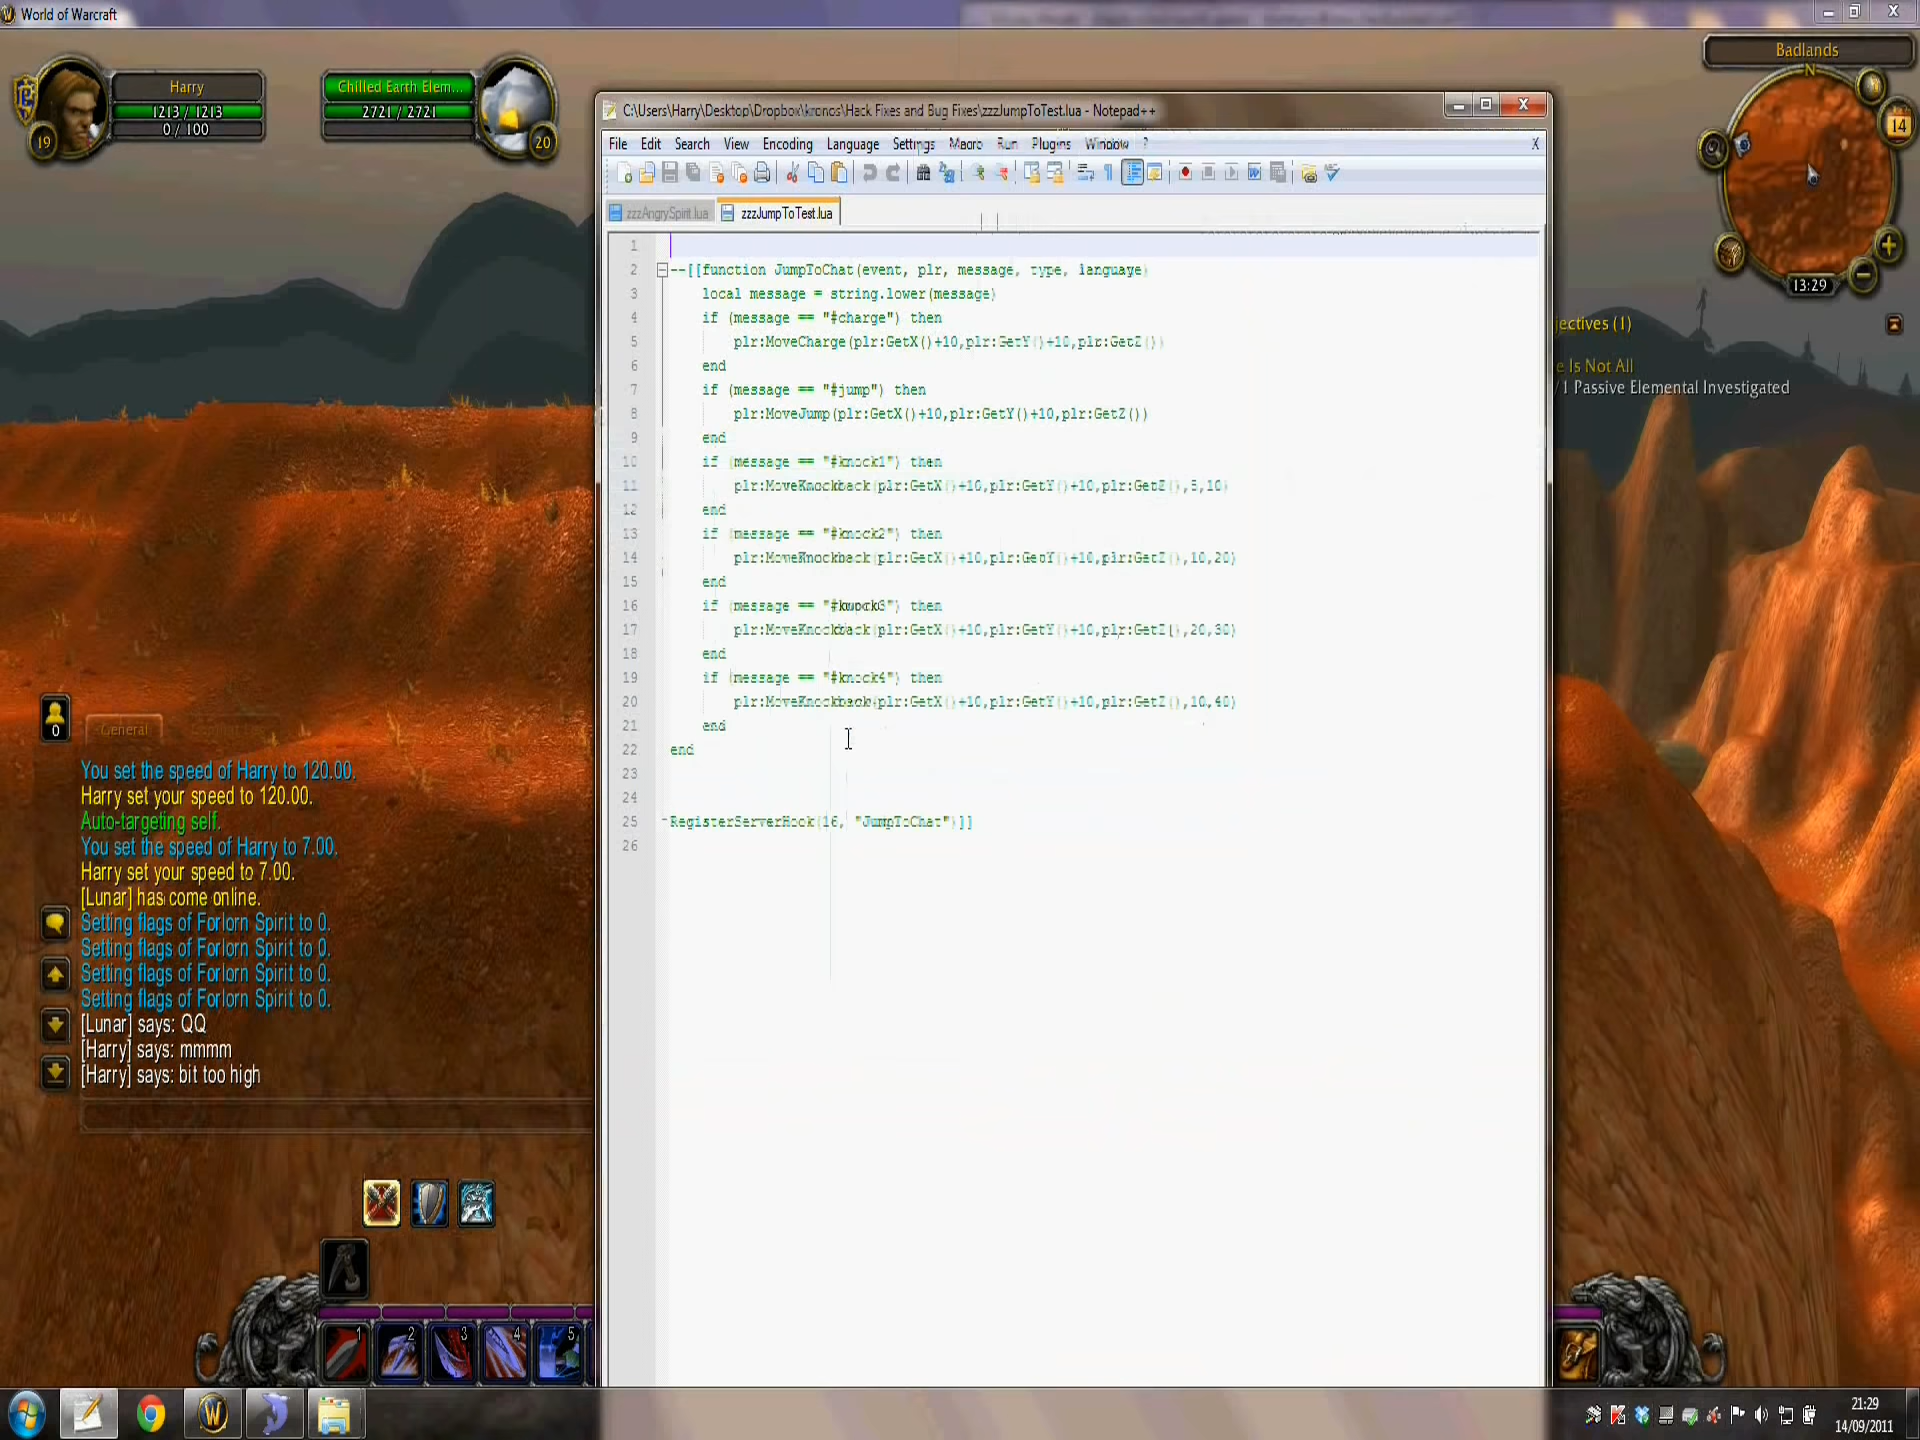 World of Warcraft
Harry
1213 / 1213
0 / 100
19
Chilled Earth Elem...
2721 / 2721
20
Badlands
N
14
13:29
jectives (1)
e Is Not All
/1 Passive Elemental Investigated
C:\Users\Harry\Desktop\Dropbox\kronos\Hack Fixes and Bug Fixes\zzzJumpToTest.lua - Notepad++
File Edit Search View Encoding Language Settings Macro Run Plugins Window ? X
zzzAngrySpirit.lua zzzJumpToTest.lua
1
2 --[[function JumpToChat(event, plr, message, type, language)
3 local message = string.lower(message)
4 if (message == "#charge") then
5 plr:MoveCharge(plr:GetX()+10,plr:GetY()+10,plr:GetZ())
6 end
7 if (message == "#jump") then
8 plr:MoveJump(plr:GetX()+10,plr:GetY()+10,plr:GetZ())
9 end
10 if (message == "#knock1") then
11 plr:MoveKnockback(plr:GetX()+10,plr:GetY()+10,plr:GetZ(),5,10)
12 end
13 if (message == "#knock2") then
14 plr:MoveKnockback(plr:GetX()+10,plr:GetY()+10,plr:GetZ(),10,20)
15 end
16 if (message == "#knock3") then
17 plr:MoveKnockback(plr:GetX()+10,plr:GetY()+10,plr:GetZ(),20,30)
18 end
19 if (message == "#knock4") then
20 plr:MoveKnockback(plr:GetX()+10,plr:GetY()+10,plr:GetZ(),10,40)
21 end
22 end
23
24
25 RegisterServerHook(16, "JumpToChat")]]
26
0
General
You set the speed of Harry to 120.00.
Harry set your speed to 120.00.
Auto-targeting self.
You set the speed of Harry to 7.00.
Harry set your speed to 7.00.
[Lunar] has come online.
Setting flags of Forlorn Spirit to 0.
Setting flags of Forlorn Spirit to 0.
Setting flags of Forlorn Spirit to 0.
Setting flags of Forlorn Spirit to 0.
[Lunar] says: QQ
[Harry] says: mmmm
[Harry] says: bit too high
1 2 3 4 5
21:29
14/09/2011